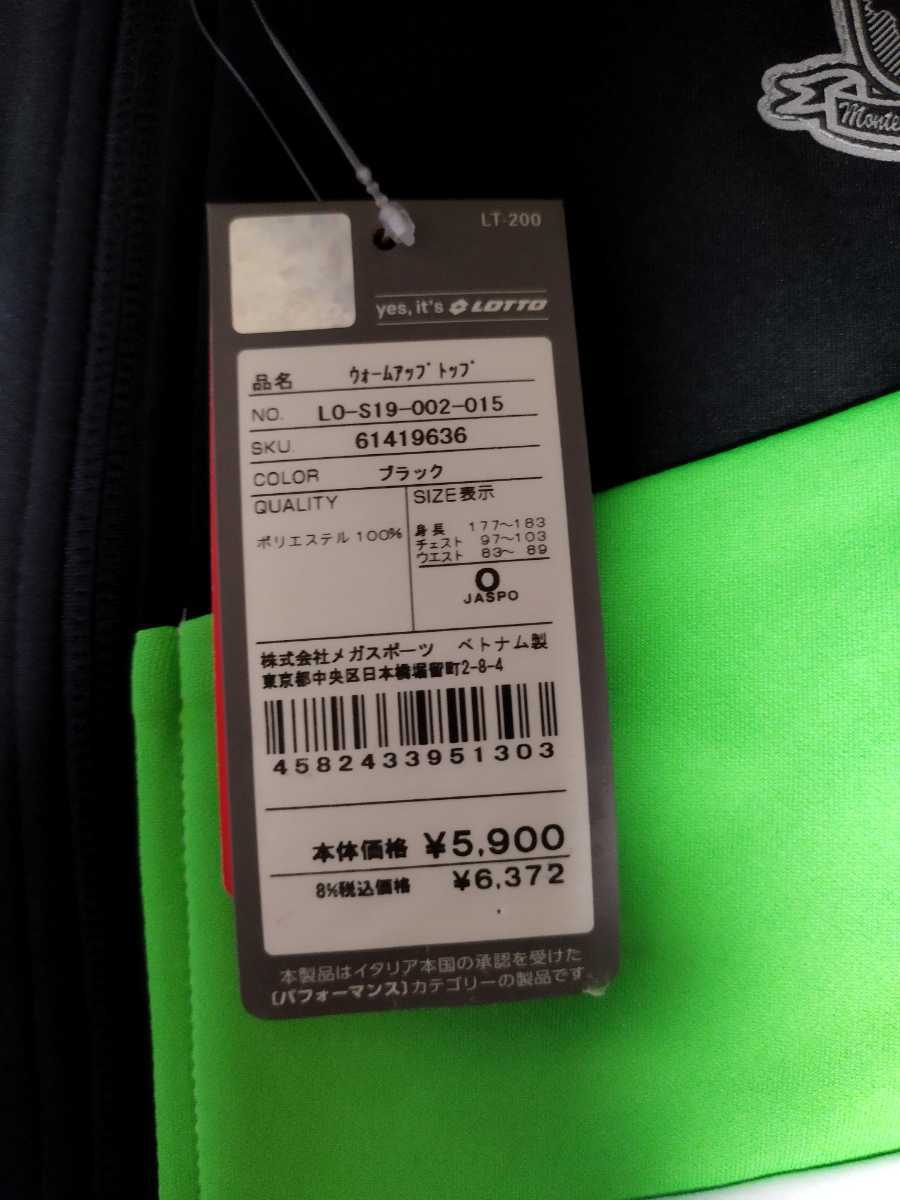 Monte
LT-200
yes, it's LOTTO
品名 ウォームアップトップ
NO. LO-S19-002-015
SKU. 61419636
COLOR ブラック
QUALITY
ポリエステル 100%
SIZE表示
身長 177〜183
チェスト 97〜103
ウエスト 83〜 89
O
JASPO
株式会社メガスポーツ ベトナム製
東京都中央区日本橋堀留町2-8-4
4582433951303
本体価格 ¥5,900
8%税込価格 ¥6,372
本製品はイタリア本国の承認を受けた
〔パフォーマンス〕カテゴリーの製品です